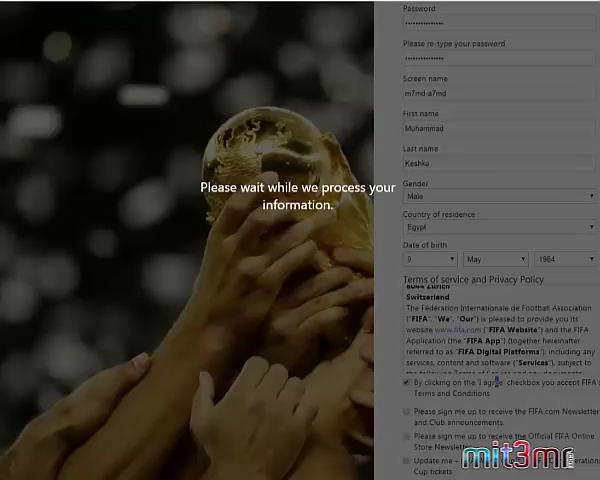 Password:
Please re-type your password
Screen name
m7md-a7md
First name
Muhammad
Please wait while we process your
information.
Last name
Keshka
Gender
Male
Country of residence
Egypt
Date of birth
9 May 1984
Terms of service and Privacy Policy
8044 Zurich
Switzerland
The Fédération Internationale de Football Association
("FIFA", "We", "Our") is pleased to provide you its
website www.fifa.com ("FIFA Website") and the FIFA
Application (the "FIFA App") (together hereinafter
referred to as "FIFA Digital Platforms"), including any
services, content and software ("Services"), subject to
By clicking on the 'I agree' checkbox you accept FIFA's
Terms and Conditions
Please sign me up to receive the FIFA.com Newsletter
and Club announcements.
Please sign me up to receive the Official FIFA Online
Store Newsletter
Update me –
Cup tickets
mit3mr